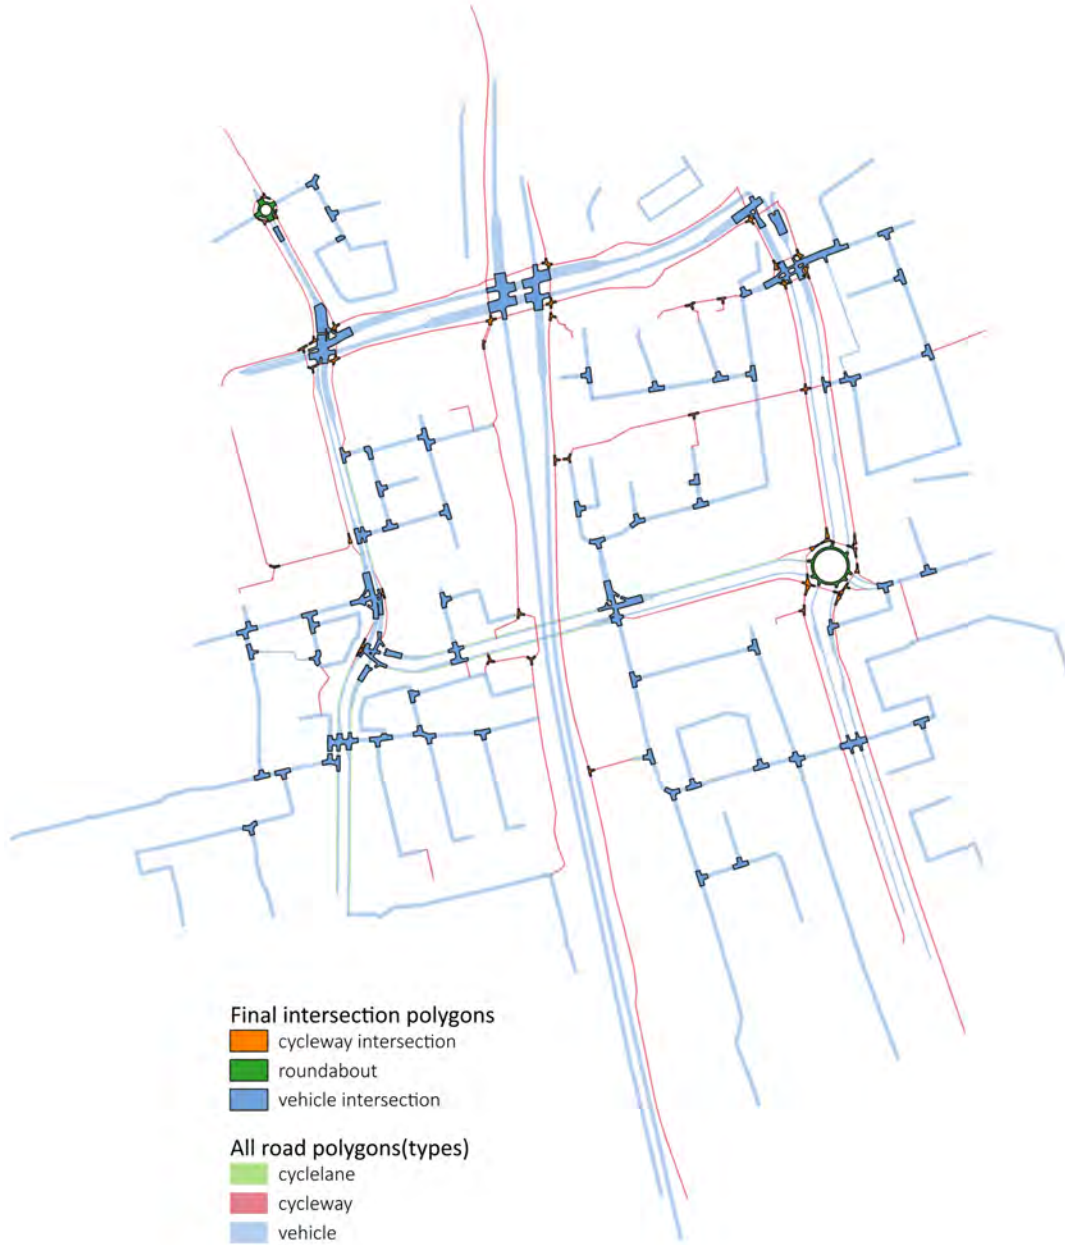 Final intersection polygons
cycleway intersection
roundabout
vehicle intersection
All road polygons(types)
cyclelane
cycleway
vehicle